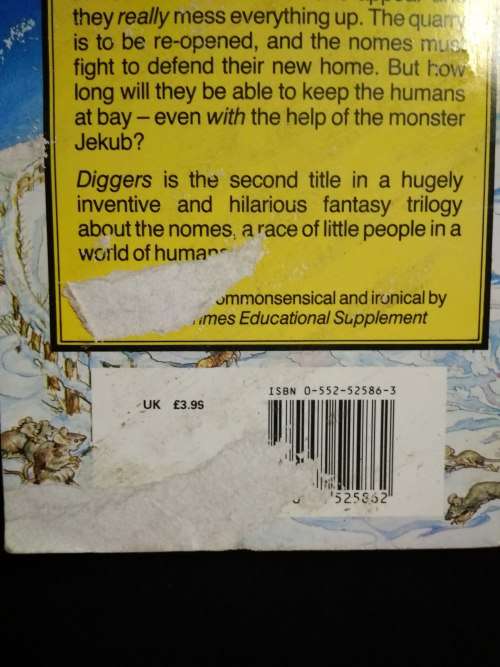 they really mess everything up. The quarry
is to be re-opened, and the nomes must
fight to defend their new home. But how
long will they be able to keep the humans
at bay – even with the help of the monster
Jekub?
Diggers is the second title in a hugely
inventive and hilarious fantasy trilogy
about the nomes, a race of little people in a
world of humans
ommonsensical and ironical by
imes Educational Supplement
UK £3.95
ISBN 0-552-52586-3